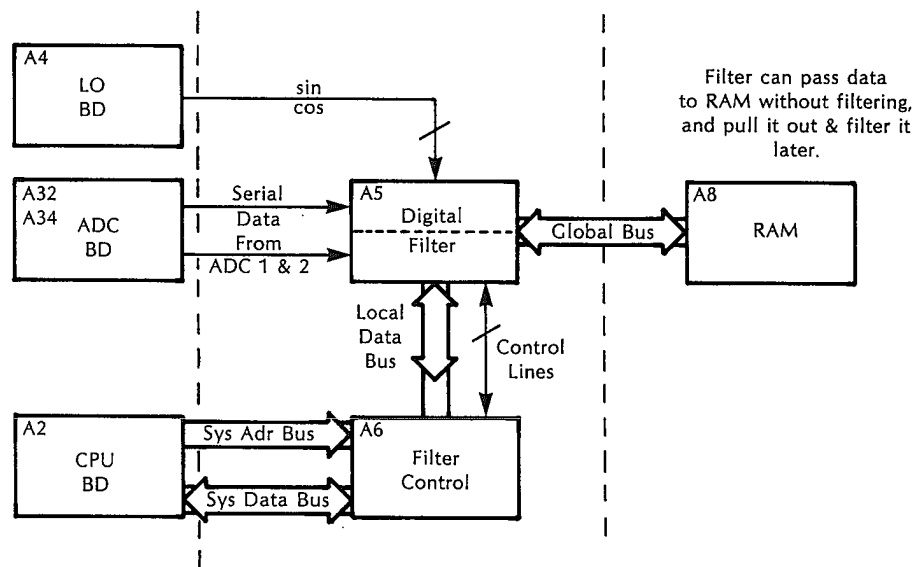 A4
LO
BD
sin
cos
Filter can pass data
to RAM without filtering,
and pull it out & filter it
later.
A32
A34
ADC
BD
Serial
Data
From
ADC 1 & 2
A5
Digital
Filter
Global Bus
A8
RAM
Local
Data
Bus
Control
Lines
A2
CPU
BD
Sys Adr Bus
Sys Data Bus
A6
Filter
Control